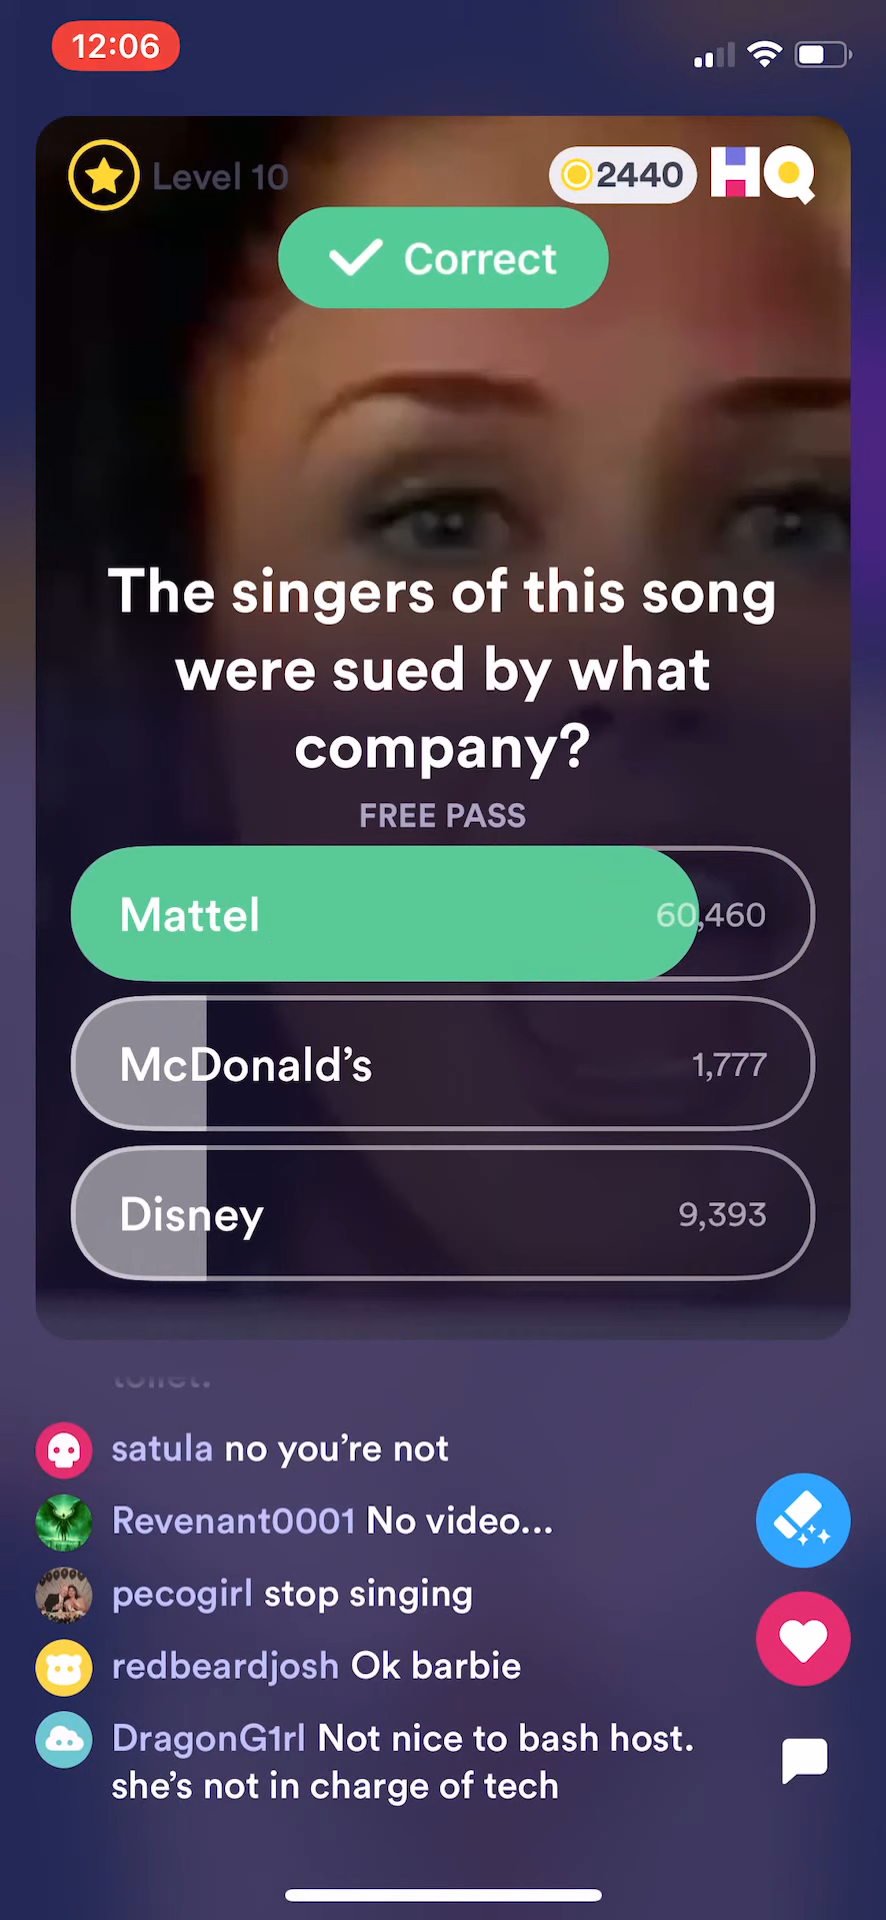 12:06
Level 10
2440 HQ
Correct
The singers of this song
were sued by what
company?
FREE PASS
Mattel 60,460
McDonald’s 1,777
Disney 9,393
satula no you’re not
Revenant0001 No video...
pecogirl stop singing
redbeardjosh Ok barbie
DragonG1rl Not nice to bash host.
she’s not in charge of tech